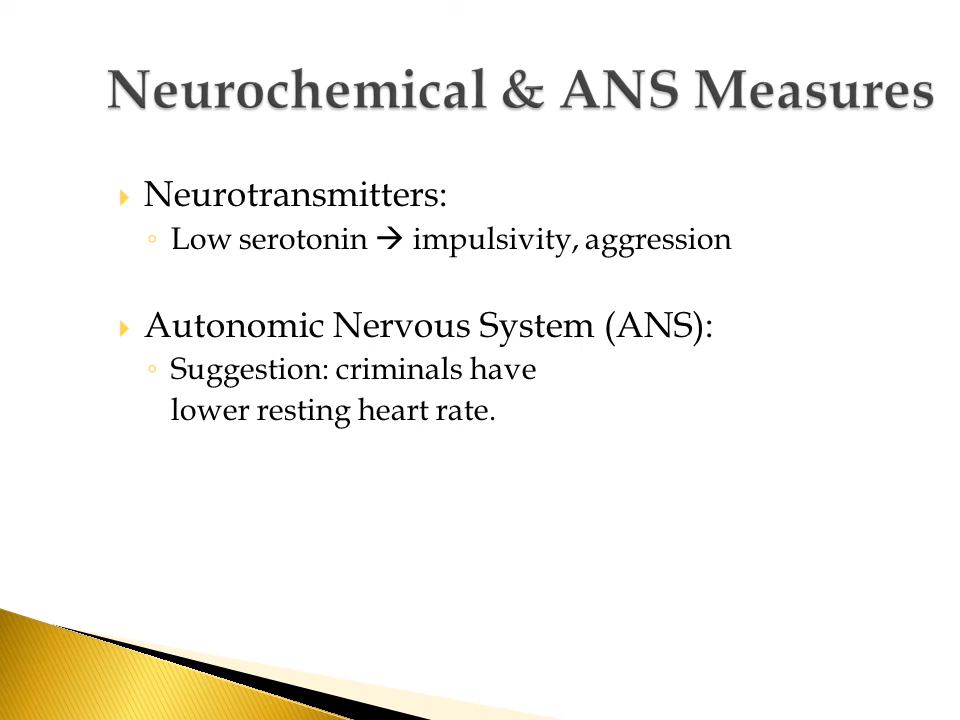 Neurochemical & ANS Measures
Neurotransmitters:
Low serotonin → impulsivity, aggression
Autonomic Nervous System (ANS):
Suggestion: criminals have
lower resting heart rate.